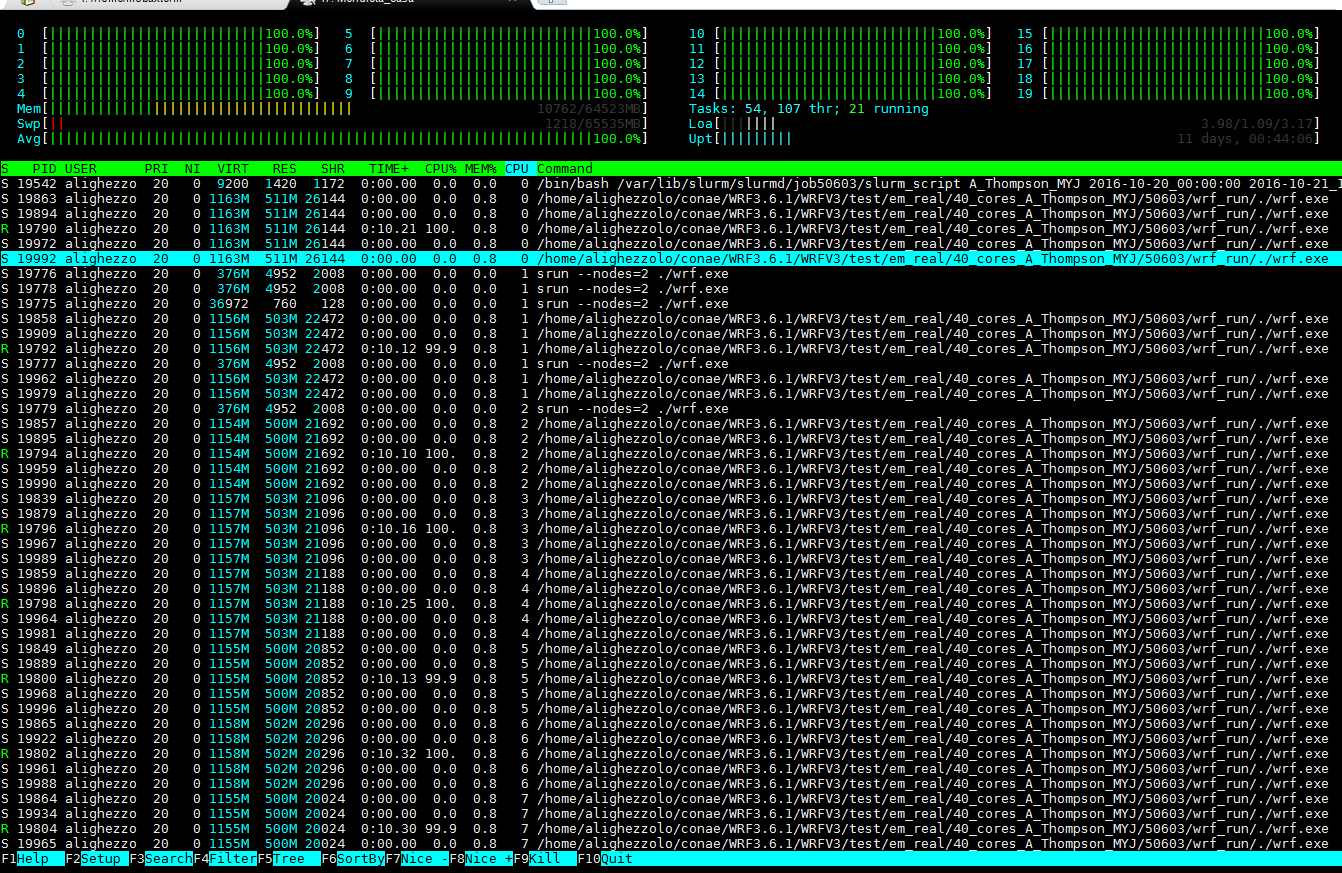 0 [||||||||||||||||||||||||||||100.0%] 5 [||||||||||||||||||||||||||||100.0%] 10 [||||||||||||||||||||||||||||100.0%] 15 [||||||||||||||||||||||||||||100.0%]
1 [||||||||||||||||||||||||||||100.0%] 6 [||||||||||||||||||||||||||||100.0%] 11 [||||||||||||||||||||||||||||100.0%] 16 [||||||||||||||||||||||||||||100.0%]
2 [||||||||||||||||||||||||||||100.0%] 7 [||||||||||||||||||||||||||||100.0%] 12 [||||||||||||||||||||||||||||100.0%] 17 [||||||||||||||||||||||||||||100.0%]
3 [||||||||||||||||||||||||||||100.0%] 8 [||||||||||||||||||||||||||||100.0%] 13 [||||||||||||||||||||||||||||100.0%] 18 [||||||||||||||||||||||||||||100.0%]
4 [||||||||||||||||||||||||||||100.0%] 9 [||||||||||||||||||||||||||||100.0%] 14 [||||||||||||||||||||||||||||100.0%] 19 [||||||||||||||||||||||||||||100.0%]
Mem[||||||||||||||||||||||||||||||||||||||| 10762/64523MB] Tasks: 54, 107 thr; 21 running
Swp[|| 1218/65535MB] Loa[||||||| 3.98/1.09/3.17]
Avg[||||||||||||||||||||||||||||||||||||||||||||||||||||||||||||||||||||||100.0%] Upt[||||||||| 11 days, 00:44:06]
S PID USER PRI NI VIRT RES SHR TIME+ CPU% MEM% CPU Command
S 19542 alighezzo 20 0 9200 1420 1172 0:00.00 0.0 0.0 0 /bin/bash /var/lib/slurm/slurmd/job50603/slurm_script A_Thompson_MYJ 2016-10-20_00:00:00 2016-10-21_1
S 19863 alighezzo 20 0 1163M 511M 26144 0:00.00 0.0 0.8 0 /home/alighezzolo/conae/WRF3.6.1/WRFV3/test/em_real/40_cores_A_Thompson_MYJ/50603/wrf_run/./wrf.exe
S 19894 alighezzo 20 0 1163M 511M 26144 0:00.00 0.0 0.8 0 /home/alighezzolo/conae/WRF3.6.1/WRFV3/test/em_real/40_cores_A_Thompson_MYJ/50603/wrf_run/./wrf.exe
R 19790 alighezzo 20 0 1163M 511M 26144 0:10.21 100. 0.8 0 /home/alighezzolo/conae/WRF3.6.1/WRFV3/test/em_real/40_cores_A_Thompson_MYJ/50603/wrf_run/./wrf.exe
S 19972 alighezzo 20 0 1163M 511M 26144 0:00.00 0.0 0.8 0 /home/alighezzolo/conae/WRF3.6.1/WRFV3/test/em_real/40_cores_A_Thompson_MYJ/50603/wrf_run/./wrf.exe
S 19992 alighezzo 20 0 1163M 511M 26144 0:00.00 0.0 0.8 0 /home/alighezzolo/conae/WRF3.6.1/WRFV3/test/em_real/40_cores_A_Thompson_MYJ/50603/wrf_run/./wrf.exe
S 19776 alighezzo 20 0 376M 4952 2008 0:00.00 0.0 0.0 1 srun --nodes=2 ./wrf.exe
S 19778 alighezzo 20 0 376M 4952 2008 0:00.00 0.0 0.0 1 srun --nodes=2 ./wrf.exe
S 19775 alighezzo 20 0 36972 760 128 0:00.00 0.0 0.0 1 srun --nodes=2 ./wrf.exe
S 19858 alighezzo 20 0 1156M 503M 22472 0:00.00 0.0 0.8 1 /home/alighezzolo/conae/WRF3.6.1/WRFV3/test/em_real/40_cores_A_Thompson_MYJ/50603/wrf_run/./wrf.exe
S 19909 alighezzo 20 0 1156M 503M 22472 0:00.00 0.0 0.8 1 /home/alighezzolo/conae/WRF3.6.1/WRFV3/test/em_real/40_cores_A_Thompson_MYJ/50603/wrf_run/./wrf.exe
R 19792 alighezzo 20 0 1156M 503M 22472 0:10.12 99.9 0.8 1 /home/alighezzolo/conae/WRF3.6.1/WRFV3/test/em_real/40_cores_A_Thompson_MYJ/50603/wrf_run/./wrf.exe
S 19777 alighezzo 20 0 376M 4952 2008 0:00.00 0.0 0.0 1 srun --nodes=2 ./wrf.exe
S 19962 alighezzo 20 0 1156M 503M 22472 0:00.00 0.0 0.8 1 /home/alighezzolo/conae/WRF3.6.1/WRFV3/test/em_real/40_cores_A_Thompson_MYJ/50603/wrf_run/./wrf.exe
S 19979 alighezzo 20 0 1156M 503M 22472 0:00.00 0.0 0.8 1 /home/alighezzolo/conae/WRF3.6.1/WRFV3/test/em_real/40_cores_A_Thompson_MYJ/50603/wrf_run/./wrf.exe
S 19779 alighezzo 20 0 376M 4952 2008 0:00.00 0.0 0.0 2 srun --nodes=2 ./wrf.exe
S 19857 alighezzo 20 0 1154M 500M 21692 0:00.00 0.0 0.8 2 /home/alighezzolo/conae/WRF3.6.1/WRFV3/test/em_real/40_cores_A_Thompson_MYJ/50603/wrf_run/./wrf.exe
S 19895 alighezzo 20 0 1154M 500M 21692 0:00.00 0.0 0.8 2 /home/alighezzolo/conae/WRF3.6.1/WRFV3/test/em_real/40_cores_A_Thompson_MYJ/50603/wrf_run/./wrf.exe
R 19794 alighezzo 20 0 1154M 500M 21692 0:10.10 100. 0.8 2 /home/alighezzolo/conae/WRF3.6.1/WRFV3/test/em_real/40_cores_A_Thompson_MYJ/50603/wrf_run/./wrf.exe
S 19959 alighezzo 20 0 1154M 500M 21692 0:00.00 0.0 0.8 2 /home/alighezzolo/conae/WRF3.6.1/WRFV3/test/em_real/40_cores_A_Thompson_MYJ/50603/wrf_run/./wrf.exe
S 19990 alighezzo 20 0 1154M 500M 21692 0:00.00 0.0 0.8 2 /home/alighezzolo/conae/WRF3.6.1/WRFV3/test/em_real/40_cores_A_Thompson_MYJ/50603/wrf_run/./wrf.exe
S 19839 alighezzo 20 0 1157M 503M 21096 0:00.00 0.0 0.8 3 /home/alighezzolo/conae/WRF3.6.1/WRFV3/test/em_real/40_cores_A_Thompson_MYJ/50603/wrf_run/./wrf.exe
S 19879 alighezzo 20 0 1157M 503M 21096 0:00.00 0.0 0.8 3 /home/alighezzolo/conae/WRF3.6.1/WRFV3/test/em_real/40_cores_A_Thompson_MYJ/50603/wrf_run/./wrf.exe
R 19796 alighezzo 20 0 1157M 503M 21096 0:10.16 100. 0.8 3 /home/alighezzolo/conae/WRF3.6.1/WRFV3/test/em_real/40_cores_A_Thompson_MYJ/50603/wrf_run/./wrf.exe
S 19967 alighezzo 20 0 1157M 503M 21096 0:00.00 0.0 0.8 3 /home/alighezzolo/conae/WRF3.6.1/WRFV3/test/em_real/40_cores_A_Thompson_MYJ/50603/wrf_run/./wrf.exe
S 19989 alighezzo 20 0 1157M 503M 21096 0:00.00 0.0 0.8 3 /home/alighezzolo/conae/WRF3.6.1/WRFV3/test/em_real/40_cores_A_Thompson_MYJ/50603/wrf_run/./wrf.exe
S 19859 alighezzo 20 0 1157M 503M 21188 0:00.00 0.0 0.8 4 /home/alighezzolo/conae/WRF3.6.1/WRFV3/test/em_real/40_cores_A_Thompson_MYJ/50603/wrf_run/./wrf.exe
S 19896 alighezzo 20 0 1157M 503M 21188 0:00.00 0.0 0.8 4 /home/alighezzolo/conae/WRF3.6.1/WRFV3/test/em_real/40_cores_A_Thompson_MYJ/50603/wrf_run/./wrf.exe
R 19798 alighezzo 20 0 1157M 503M 21188 0:10.25 100. 0.8 4 /home/alighezzolo/conae/WRF3.6.1/WRFV3/test/em_real/40_cores_A_Thompson_MYJ/50603/wrf_run/./wrf.exe
S 19964 alighezzo 20 0 1157M 503M 21188 0:00.00 0.0 0.8 4 /home/alighezzolo/conae/WRF3.6.1/WRFV3/test/em_real/40_cores_A_Thompson_MYJ/50603/wrf_run/./wrf.exe
S 19981 alighezzo 20 0 1157M 503M 21188 0:00.00 0.0 0.8 4 /home/alighezzolo/conae/WRF3.6.1/WRFV3/test/em_real/40_cores_A_Thompson_MYJ/50603/wrf_run/./wrf.exe
S 19849 alighezzo 20 0 1155M 500M 20852 0:00.00 0.0 0.8 5 /home/alighezzolo/conae/WRF3.6.1/WRFV3/test/em_real/40_cores_A_Thompson_MYJ/50603/wrf_run/./wrf.exe
S 19889 alighezzo 20 0 1155M 500M 20852 0:00.00 0.0 0.8 5 /home/alighezzolo/conae/WRF3.6.1/WRFV3/test/em_real/40_cores_A_Thompson_MYJ/50603/wrf_run/./wrf.exe
R 19800 alighezzo 20 0 1155M 500M 20852 0:10.13 99.9 0.8 5 /home/alighezzolo/conae/WRF3.6.1/WRFV3/test/em_real/40_cores_A_Thompson_MYJ/50603/wrf_run/./wrf.exe
S 19968 alighezzo 20 0 1155M 500M 20852 0:00.00 0.0 0.8 5 /home/alighezzolo/conae/WRF3.6.1/WRFV3/test/em_real/40_cores_A_Thompson_MYJ/50603/wrf_run/./wrf.exe
S 19996 alighezzo 20 0 1155M 500M 20852 0:00.00 0.0 0.8 5 /home/alighezzolo/conae/WRF3.6.1/WRFV3/test/em_real/40_cores_A_Thompson_MYJ/50603/wrf_run/./wrf.exe
S 19865 alighezzo 20 0 1158M 502M 20296 0:00.00 0.0 0.8 6 /home/alighezzolo/conae/WRF3.6.1/WRFV3/test/em_real/40_cores_A_Thompson_MYJ/50603/wrf_run/./wrf.exe
S 19922 alighezzo 20 0 1158M 502M 20296 0:00.00 0.0 0.8 6 /home/alighezzolo/conae/WRF3.6.1/WRFV3/test/em_real/40_cores_A_Thompson_MYJ/50603/wrf_run/./wrf.exe
R 19802 alighezzo 20 0 1158M 502M 20296 0:10.32 100. 0.8 6 /home/alighezzolo/conae/WRF3.6.1/WRFV3/test/em_real/40_cores_A_Thompson_MYJ/50603/wrf_run/./wrf.exe
S 19961 alighezzo 20 0 1158M 502M 20296 0:00.00 0.0 0.8 6 /home/alighezzolo/conae/WRF3.6.1/WRFV3/test/em_real/40_cores_A_Thompson_MYJ/50603/wrf_run/./wrf.exe
S 19988 alighezzo 20 0 1158M 502M 20296 0:00.00 0.0 0.8 6 /home/alighezzolo/conae/WRF3.6.1/WRFV3/test/em_real/40_cores_A_Thompson_MYJ/50603/wrf_run/./wrf.exe
S 19864 alighezzo 20 0 1155M 500M 20024 0:00.00 0.0 0.8 7 /home/alighezzolo/conae/WRF3.6.1/WRFV3/test/em_real/40_cores_A_Thompson_MYJ/50603/wrf_run/./wrf.exe
S 19934 alighezzo 20 0 1155M 500M 20024 0:00.00 0.0 0.8 7 /home/alighezzolo/conae/WRF3.6.1/WRFV3/test/em_real/40_cores_A_Thompson_MYJ/50603/wrf_run/./wrf.exe
R 19804 alighezzo 20 0 1155M 500M 20024 0:10.30 99.9 0.8 7 /home/alighezzolo/conae/WRF3.6.1/WRFV3/test/em_real/40_cores_A_Thompson_MYJ/50603/wrf_run/./wrf.exe
S 19965 alighezzo 20 0 1155M 500M 20024 0:00.00 0.0 0.8 7 /home/alighezzolo/conae/WRF3.6.1/WRFV3/test/em_real/40_cores_A_Thompson_MYJ/50603/wrf_run/./wrf.exe
F1Help F2Setup F3SearchF4FilterF5Tree F6SortByF7Nice -F8Nice +F9Kill F10Quit